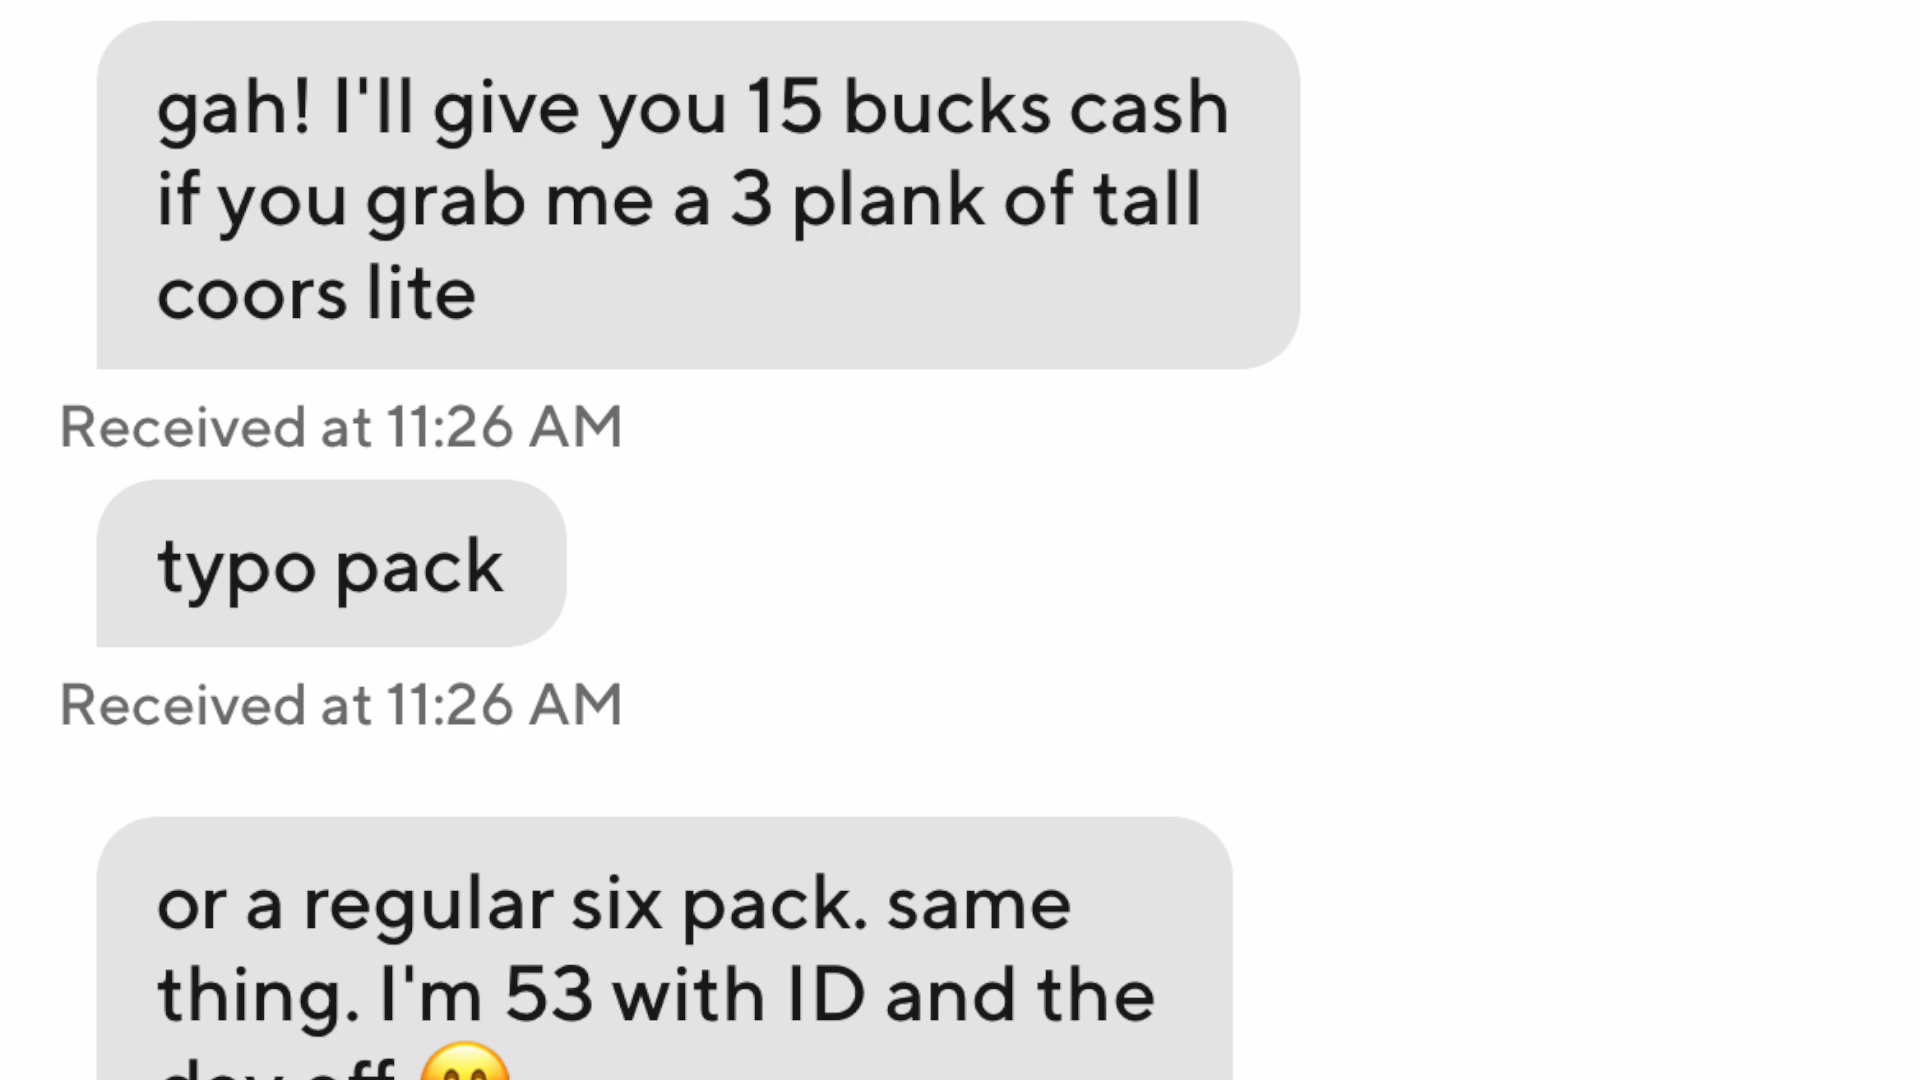 gah! I'll give you 15 bucks cash
if you grab me a 3 plank of tall
coors lite
Received at 11:26 AM
typo pack
Received at 11:26 AM
or a regular six pack. same
thing. I'm 53 with ID and the
day off